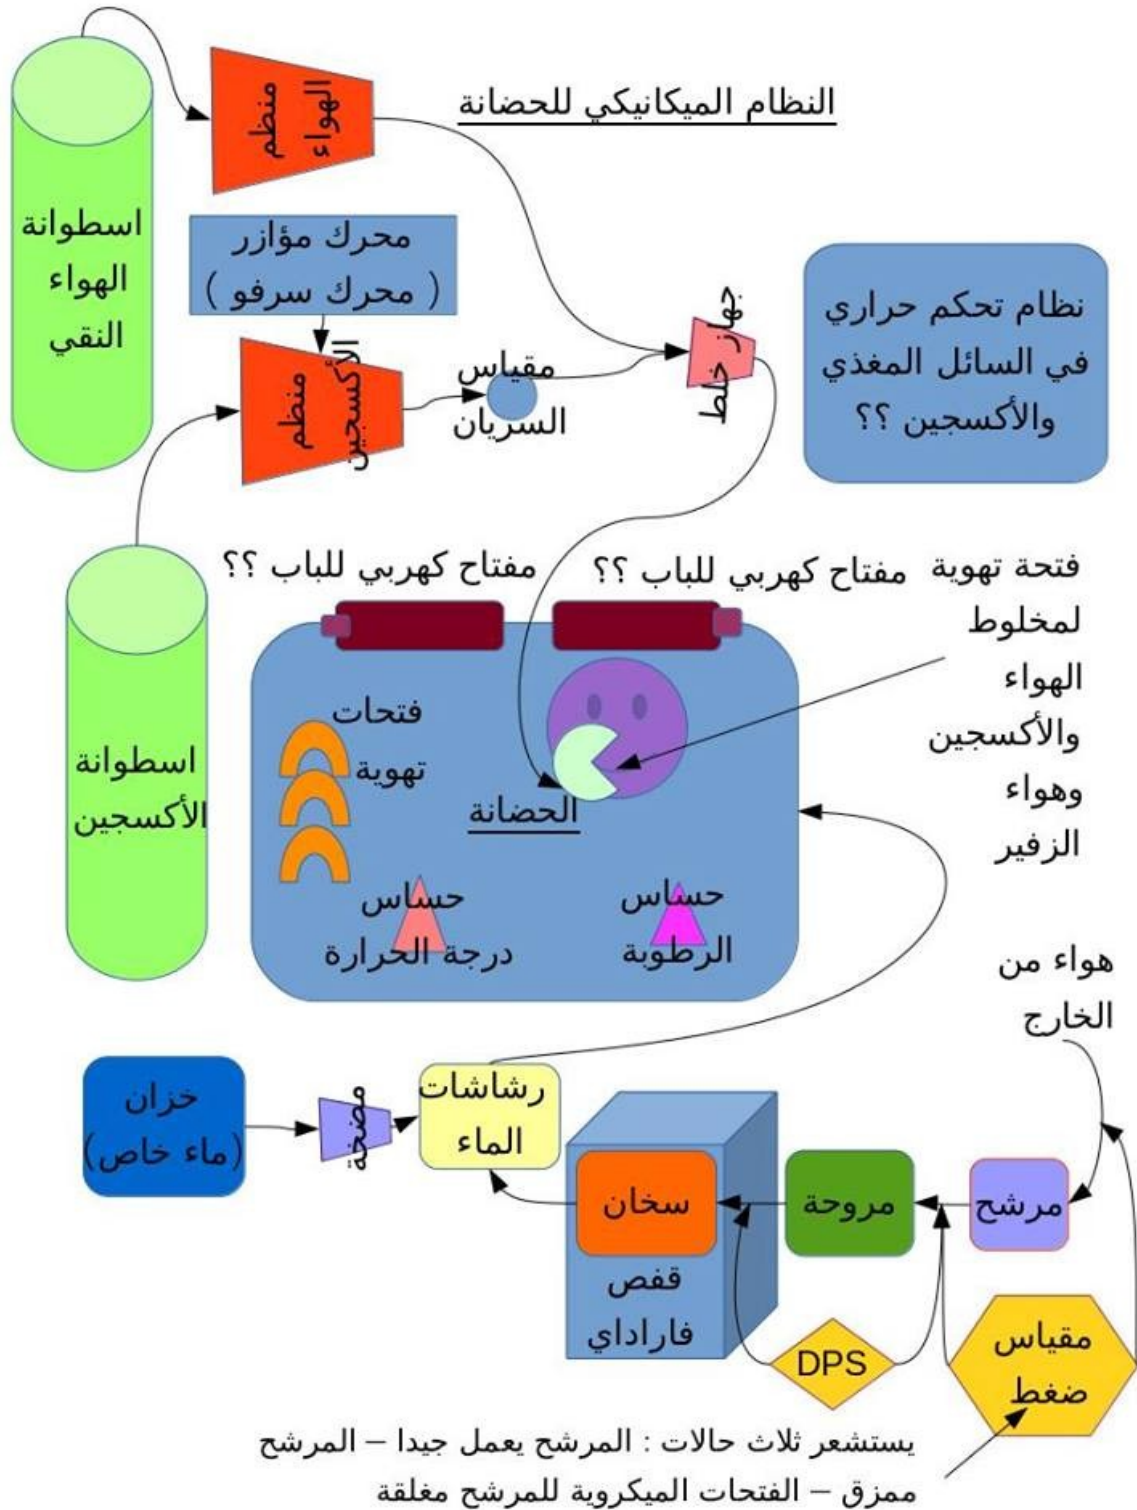 النظام الميكانيكي للحضانة
منظم
الهواء
اسطوانة
الهواء
النقي
محرك مؤازر
( محرك سرفو )
منظم
الأكسجين
مقياس
السريان
جهاز خلط
نظام تحكم حراري
في السائل المغذي
والأكسجين ؟؟
مفتاح كهربي للباب ؟؟
مفتاح كهربي للباب ؟؟
فتحة تهوية
لمخلوط
الهواء
والأكسجين
وهواء
الزفير
فتحات
تهوية
الحضانة
اسطوانة
الأكسجين
حساس
الرطوبة
حساس
درجة الحرارة
هواء من
الخارج
خزان
(ماء خاص)
مضخة
رشاشات
الماء
سخان
قفص
فاراداي
مروحة
مرشح
DPS
مقياس
ضغط
يستشعر ثلاث حالات : المرشح يعمل جيدا – المرشح
ممزق – الفتحات الميكروية للمرشح مغلقة